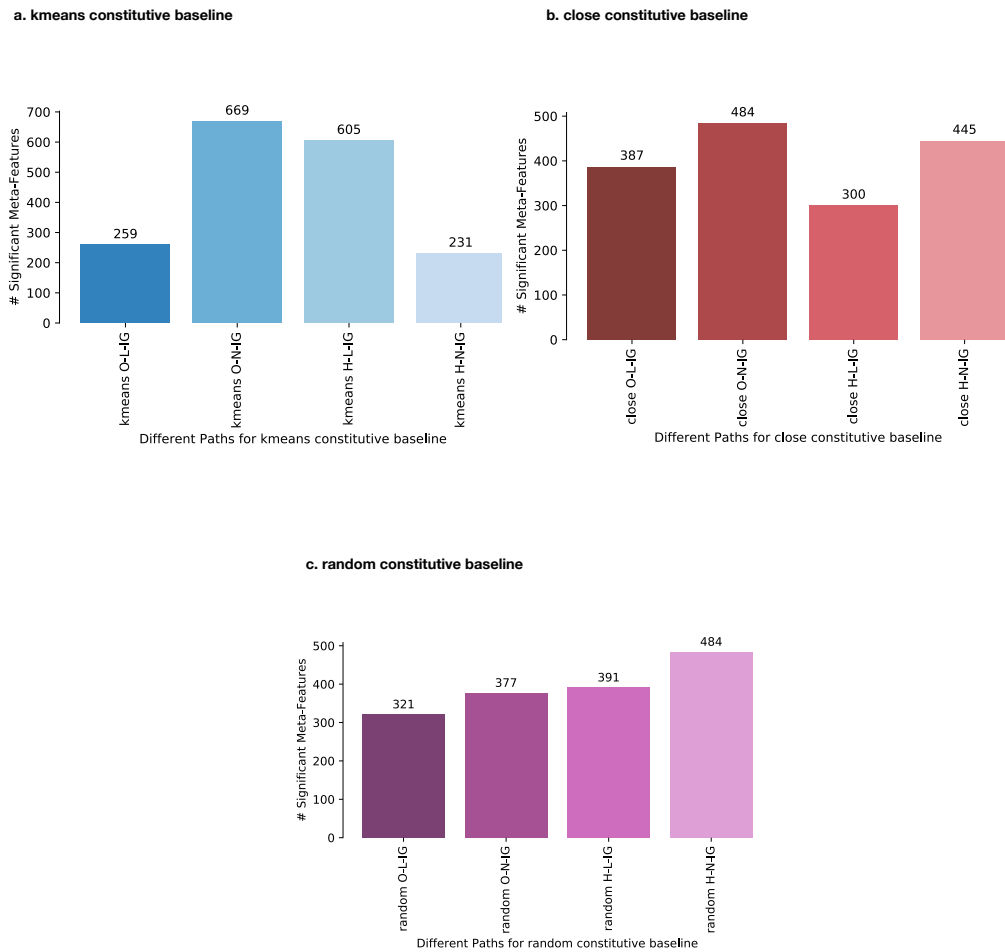 a. kmeans constitutive baseline
# Significant Meta-Features
700
600
500
400
300
200
100
0
259
669
605
231
kmeans O-L-IG
kmeans O-N-IG
kmeans H-L-IG
kmeans H-N-IG
Different Paths for kmeans constitutive baseline
b. close constitutive baseline
# Significant Meta-Features
500
400
300
200
100
0
387
484
300
445
close O-L-IG
close O-N-IG
close H-L-IG
close H-N-IG
Different Paths for close constitutive baseline
c. random constitutive baseline
# Significant Meta-Features
500
400
300
200
100
0
321
377
391
484
random O-L-IG
random O-N-IG
random H-L-IG
random H-N-IG
Different Paths for random constitutive baseline